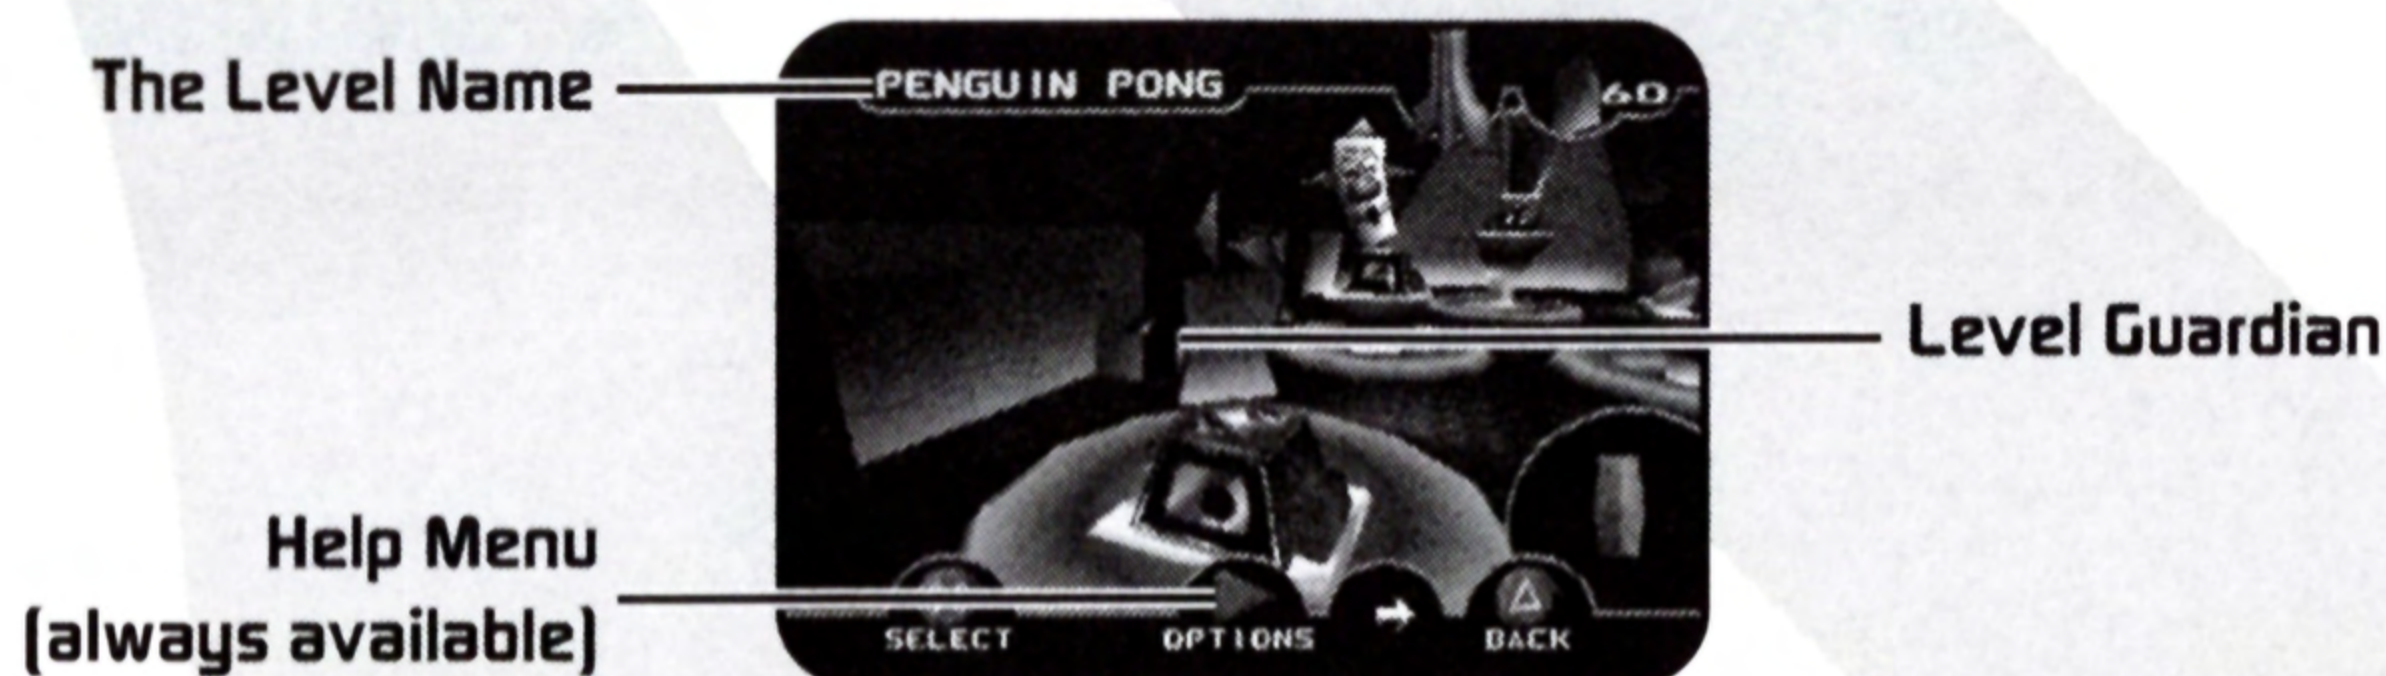 The Level Name
PENGUIN PONG
60
Level Guardian
Help Menu
(always available)
SELECT
OPTIONS
BACK